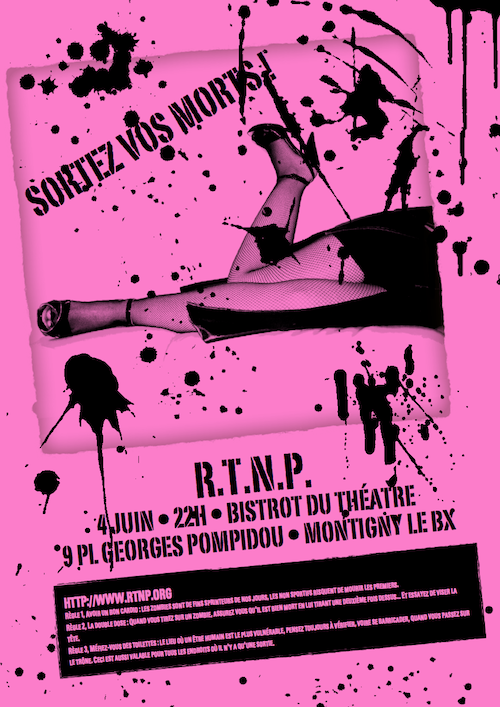 SORTEZ VOS MORTS !
R.T.N.P.
4 JUIN • 22H • BISTROT DU THÉATRE
9 PL GEORGES POMPIDOU • MONTIGNY LE BX
HTTP://WWW.RTNP.ORG
RÈGLE 1, AVOIR UN BON CARDIO : LES ZOMBIES SONT DE FINS SPRINTEURS DE NOS JOURS, LES NON SPORTIFS RISQUENT DE MOURIR LES PREMIERS.
RÈGLE 2, LA DOUBLE DOSE : QUAND VOUS TIREZ SUR UN ZOMBIE, ASSUREZ VOUS QU'IL EST BIEN MORT EN LUI TIRANT UNE DEUXIÈME FOIS DESSUS... ET ESSAYEZ DE VISER LA
TÊTE.
RÈGLE 3, MÉFIEZ-VOUS DES TOILETTES : LE LIEU OÙ UN ÊTRE HUMAIN EST LE PLUS VULNÉRABLE, PENSEZ TOUJOURS À VÉRIFIER, VOIRE SE BARRICADER, QUAND VOUS PASSEZ SUR
LE TRÔNE. CECI EST AUSSI VALABLE POUR TOUS LES ENDROITS OÙ IL N'Y A QU'UNE SORTIE.